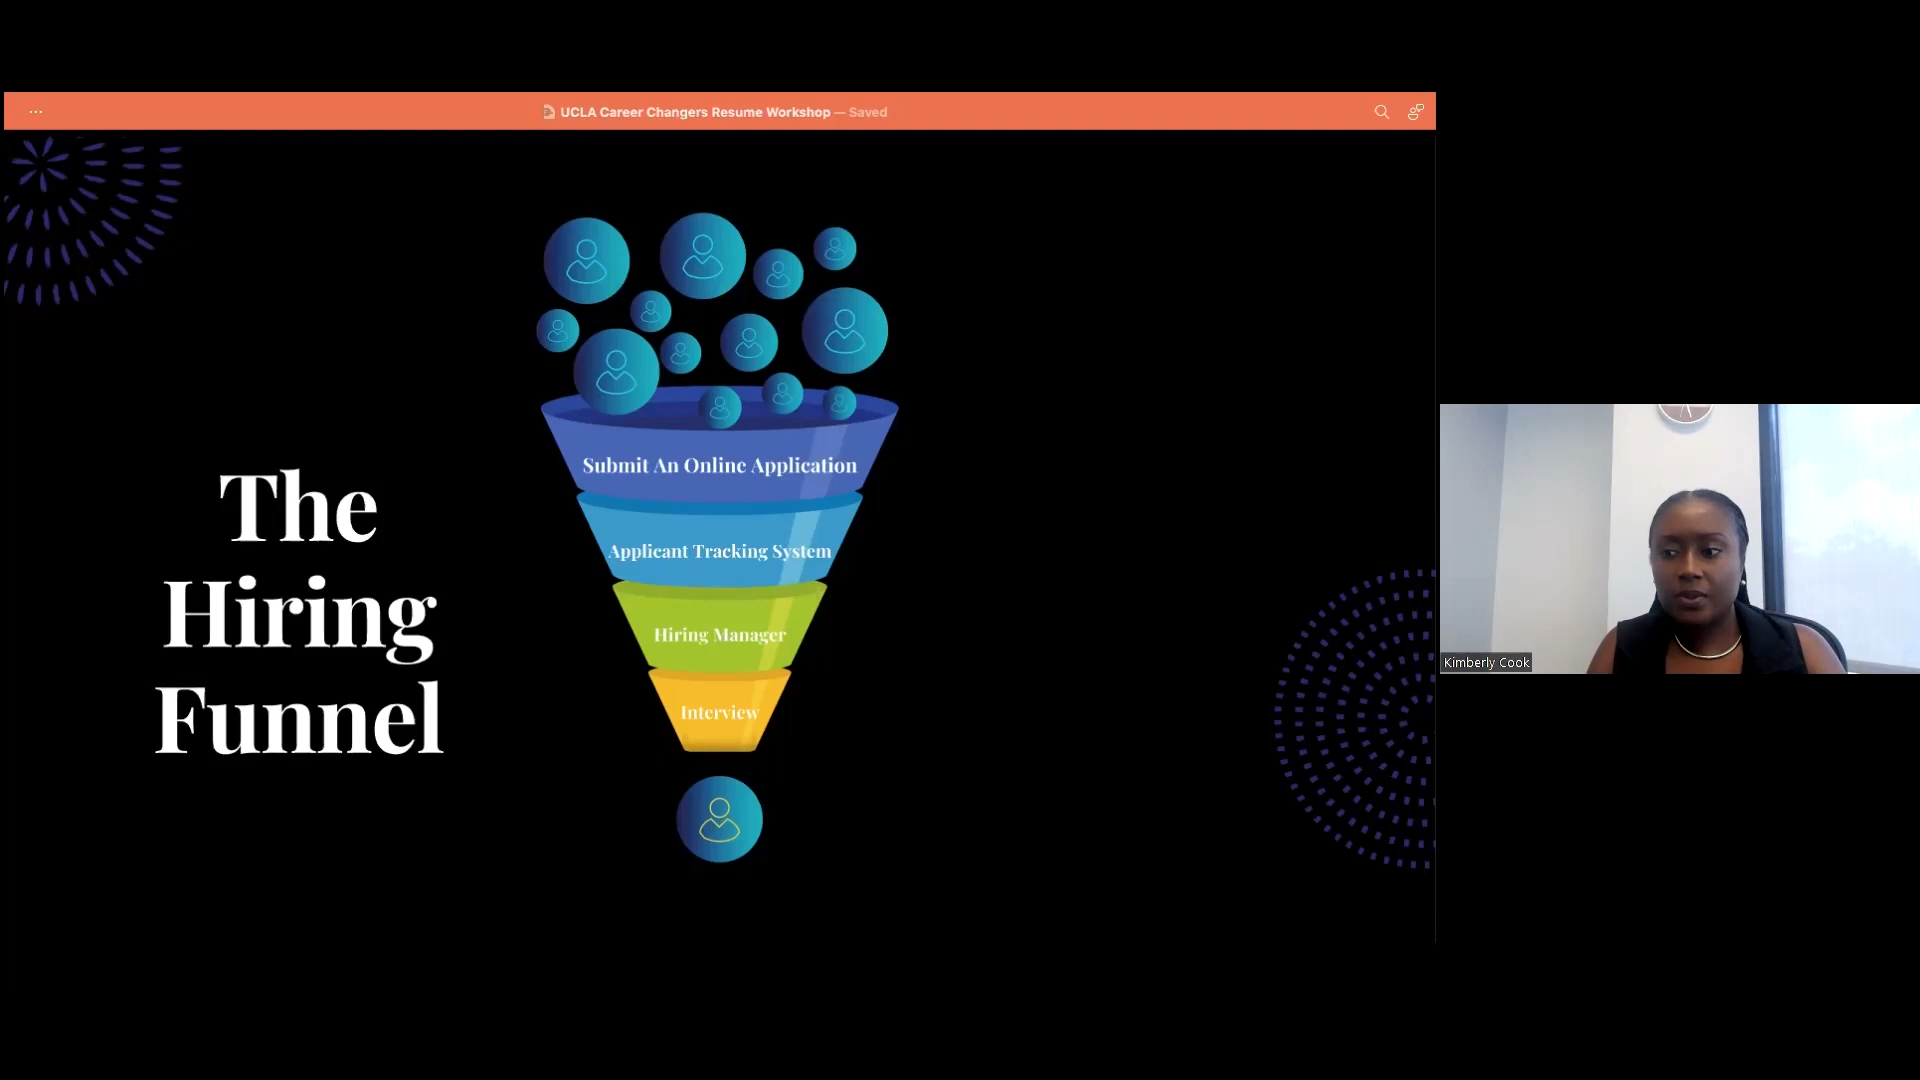 UCLA Career Changers Resume Workshop — Saved
The
Hiring
Funnel
Submit An Online Application
Applicant Tracking System
Hiring Manager
Interview
Kimberly Cook